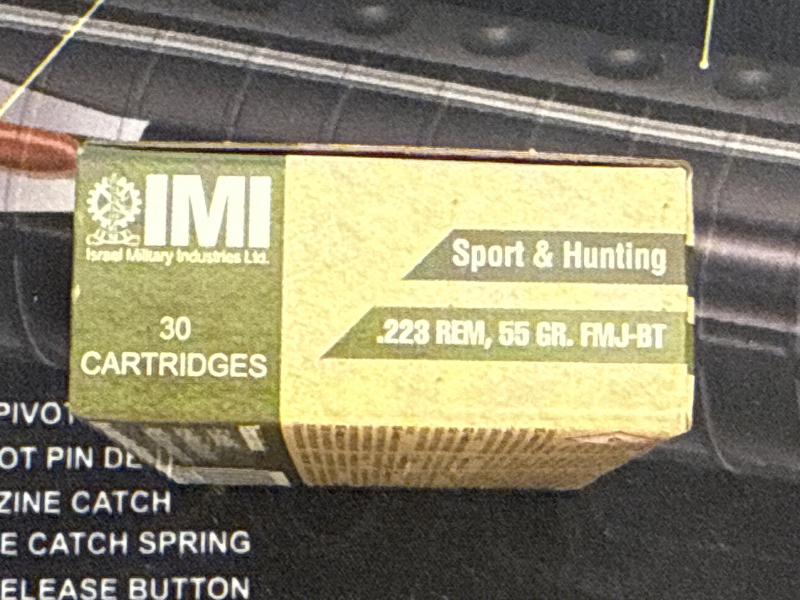 IMI
Israel Military Industries Ltd.
30
CARTRIDGES
Sport & Hunting
.223 REM, 55 GR. FMJ-BT
PIVOT
OT PIN DE
ZINE CATCH
E CATCH SPRING
ELEASE BUTTON